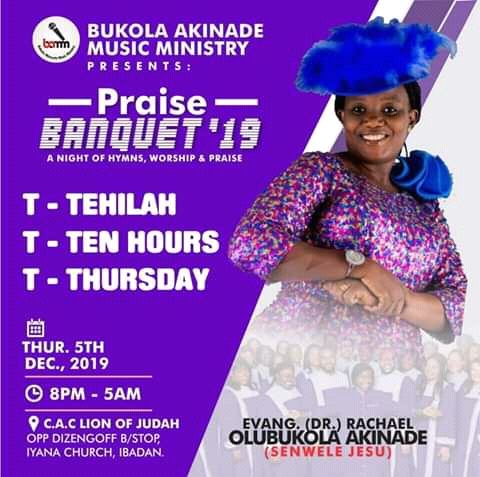 bamm
BUKOLA AKINADE
MUSIC MINISTRY
PRESENTS:
Praise
BANQUET '19
A NIGHT OF HYMNS, WORSHIP & PRAISE
T - TEHILAH
T - TEN HOURS
T - THURSDAY
THUR. 5TH
DEC., 2019
8PM - 5AM
C.A.C LION OF JUDAH
OPP DIZENGOFF B/STOP,
IYANA CHURCH, IBADAN.
EVANG. (DR.) RACHAEL
OLUBUKOLA AKINADE
(SENWELE JESU)